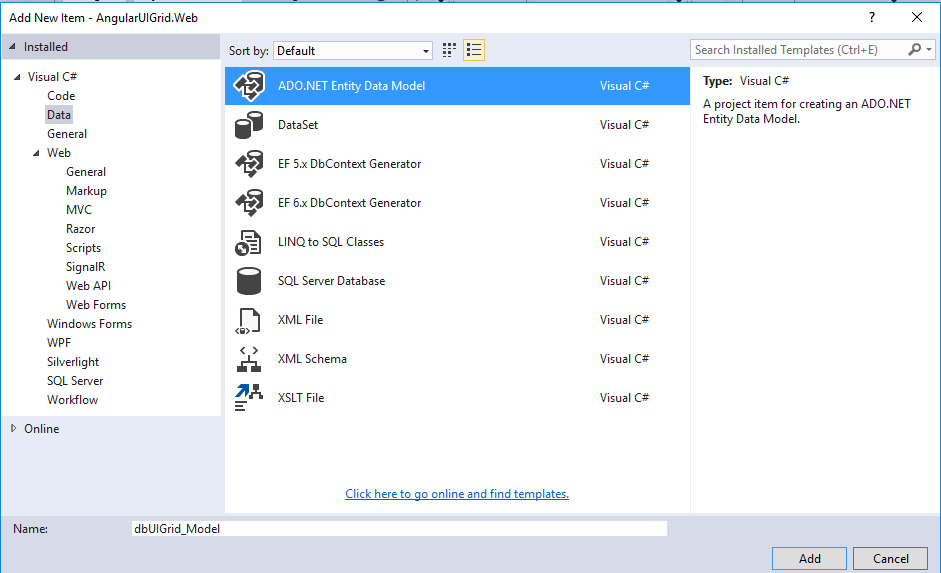 Add New Item - AngularUIGrid.Web
?
Installed
Sort by: Default
Search Installed Templates (Ctrl+E)
Visual C#
Code
Data
General
Web
General
Markup
MVC
Razor
Scripts
SignalR
Web API
Web Forms
Windows Forms
WPF
Silverlight
SQL Server
Workflow
Online
ADO.NET Entity Data Model Visual C#
DataSet Visual C#
EF 5.x DbContext Generator Visual C#
EF 6.x DbContext Generator Visual C#
LINQ to SQL Classes Visual C#
SQL Server Database Visual C#
XML File Visual C#
XML Schema Visual C#
XSLT File Visual C#
Click here to go online and find templates.
Type: Visual C#
A project item for creating an ADO.NET
Entity Data Model.
Name: dbUIGrid_Model
Add Cancel